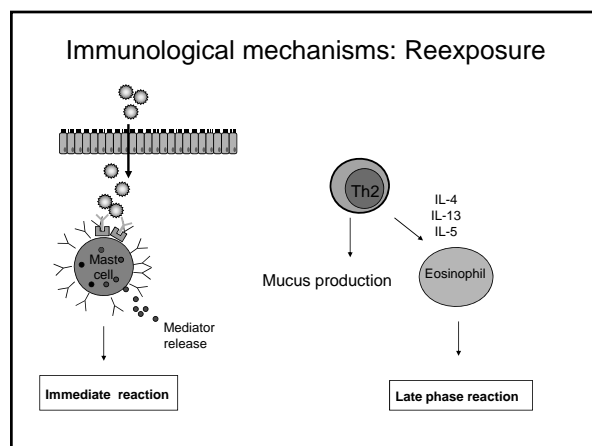 Immunological mechanisms: Reexposure
Mast
cell
Mediator
release
Immediate reaction
Th2
IL-4
IL-13
IL-5
Mucus production
Eosinophil
Late phase reaction